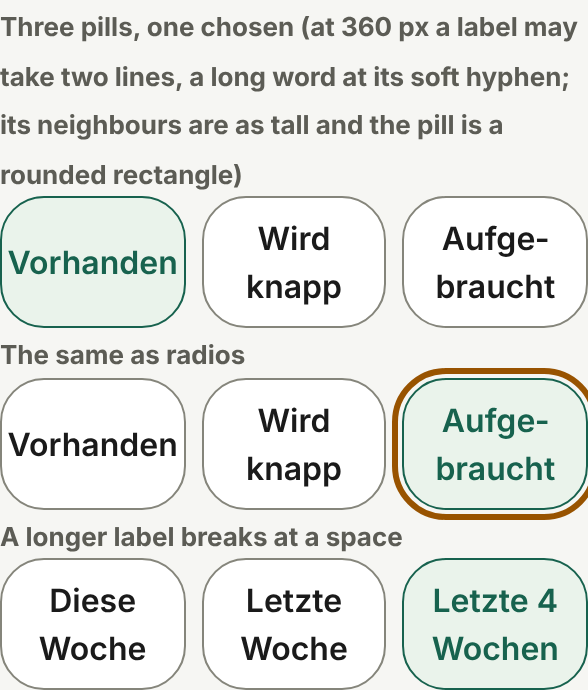 Three pills, one chosen (at 360 px a label may
take two lines, a long word at its soft hyphen;
its neighbours are as tall and the pill is a
rounded rectangle)
Vorhanden
Wird
knapp
Aufge-
braucht
The same as radios
Vorhanden
Wird
knapp
Aufge-
braucht
A longer label breaks at a space
Diese
Woche
Letzte
Woche
Letzte 4
Wochen